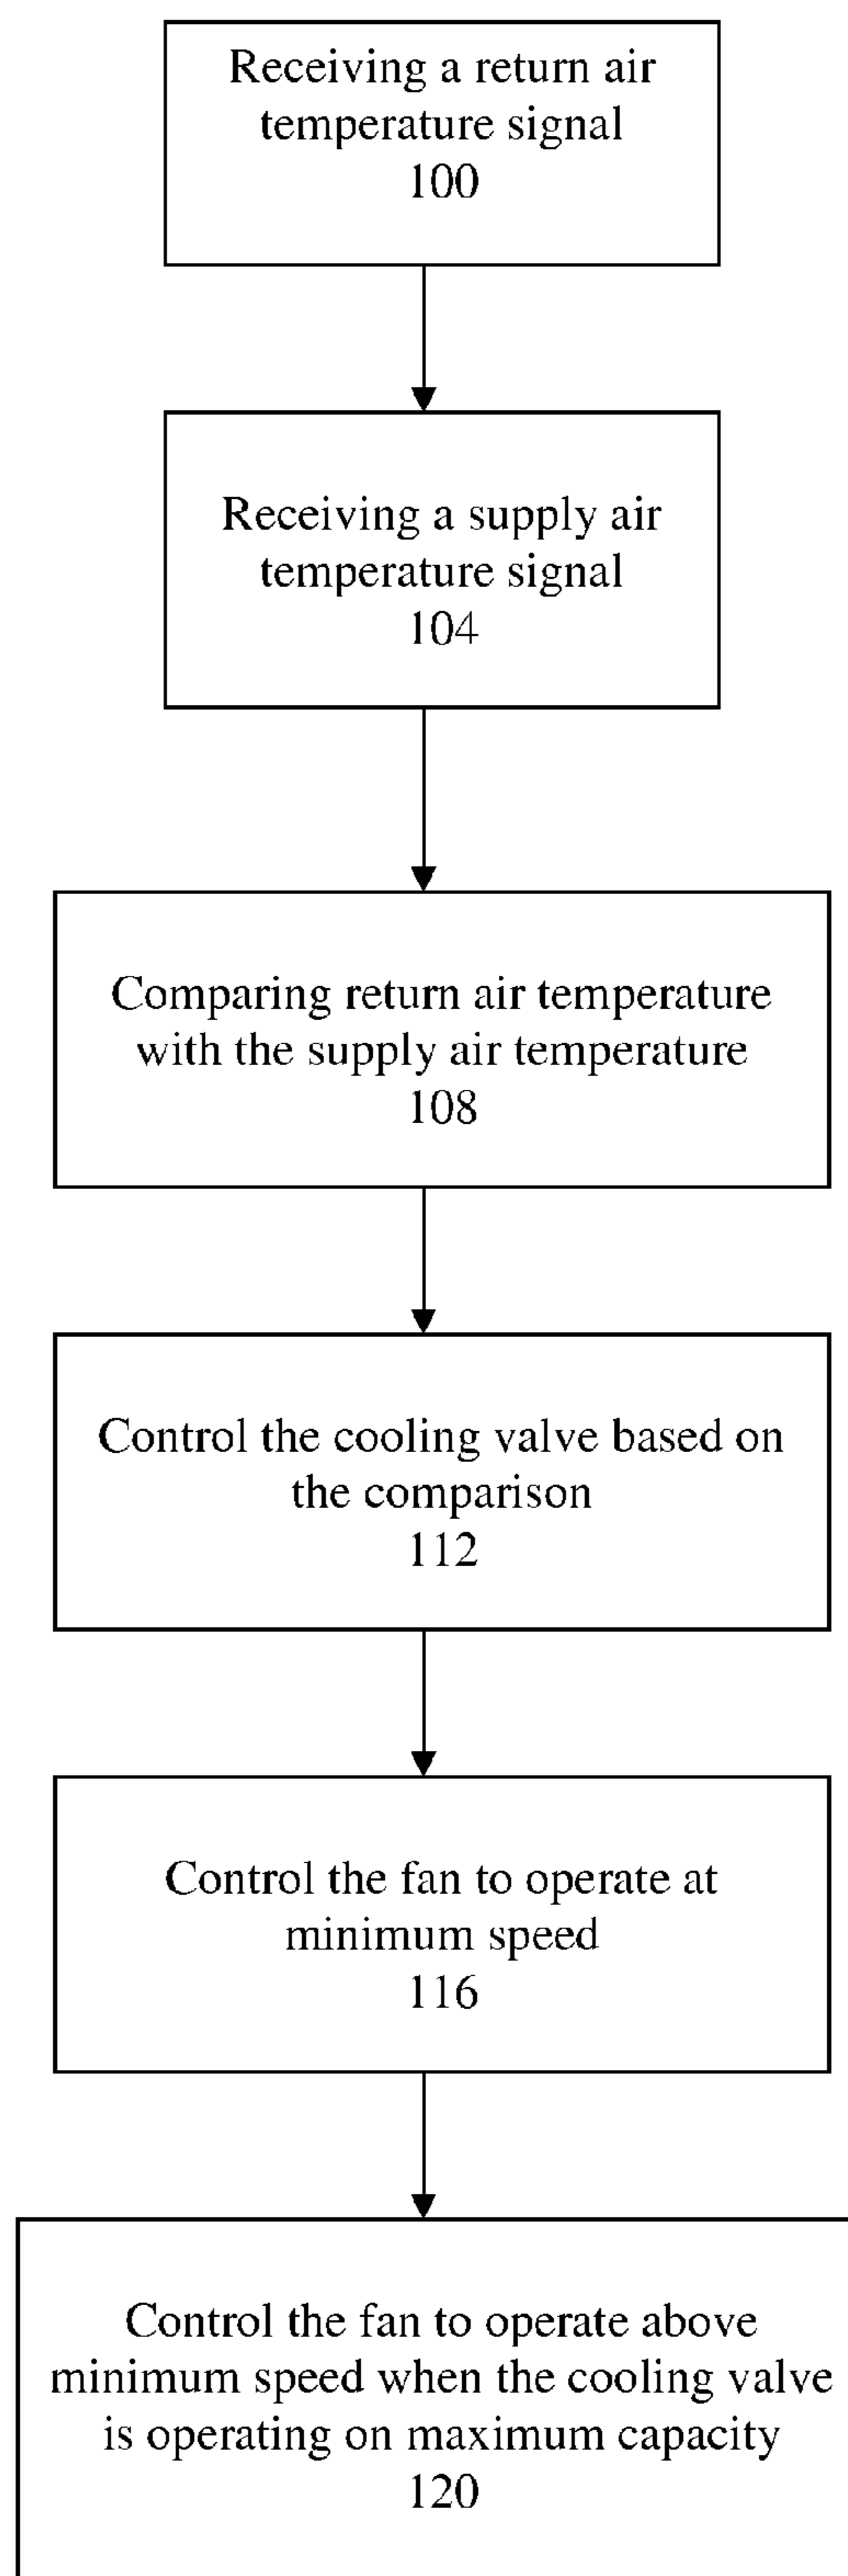 Receiving a return air
temperature signal
100
Receiving a supply air
temperature signal
104
Comparing return air temperature
with the supply air temperature
108
Control the cooling valve based on
the comparison
112
Control the fan to operate at
minimum speed
116
Control the fan to operate above
minimum speed when the cooling valve
is operating on maximum capacity
120